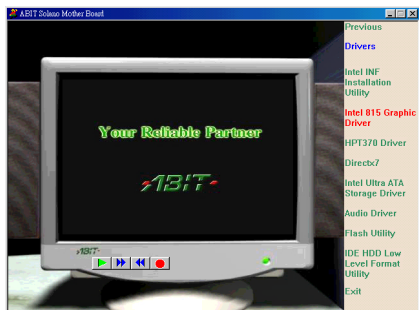 ABIT Soleno Mother Board
Previous
Drivers
Intel INF
Installation
Utility
Intel 815 Graphic
Driver
HPT370 Driver
Directx7
Intel Ultra ATA
Storage Driver
Audio Driver
Flash Utility
IDE HDD Low
Level Format
Utility
Exit
Your Reliable Partner
ABIT
ABIT